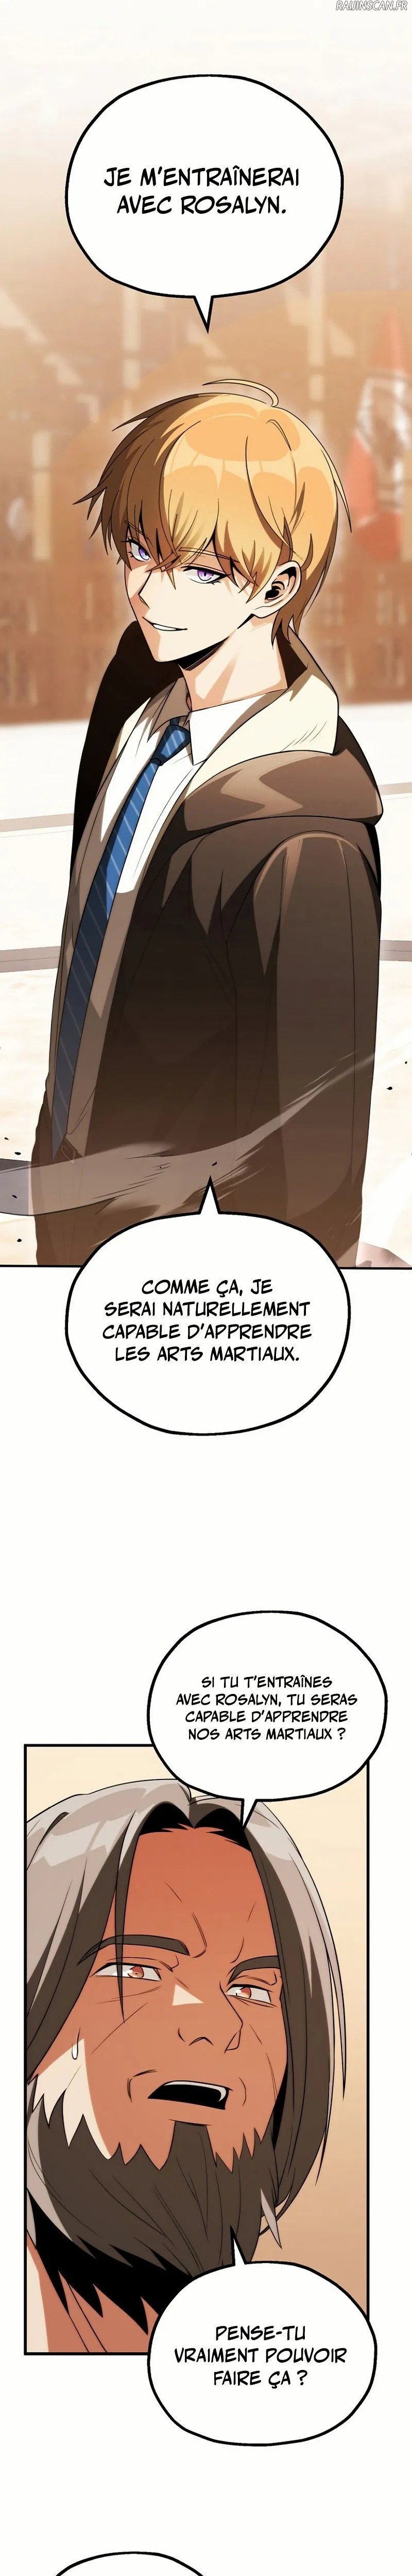 RAIJINSCAN.FR
JE M'ENTRAÎNERAI
AVEC ROSALYN.
COMME ÇA, JE
SERAI NATURELLEMENT
CAPABLE D'APPRENDRE
LES ARTS MARTIAUX.
SI TU T'ENTRAÎNES
AVEC ROSALYN, TU SERAS
CAPABLE D'APPRENDRE
NOS ARTS MARTIAUX ?
PENSE-TU
VRAIMENT POUVOIR
FAIRE ÇA ?